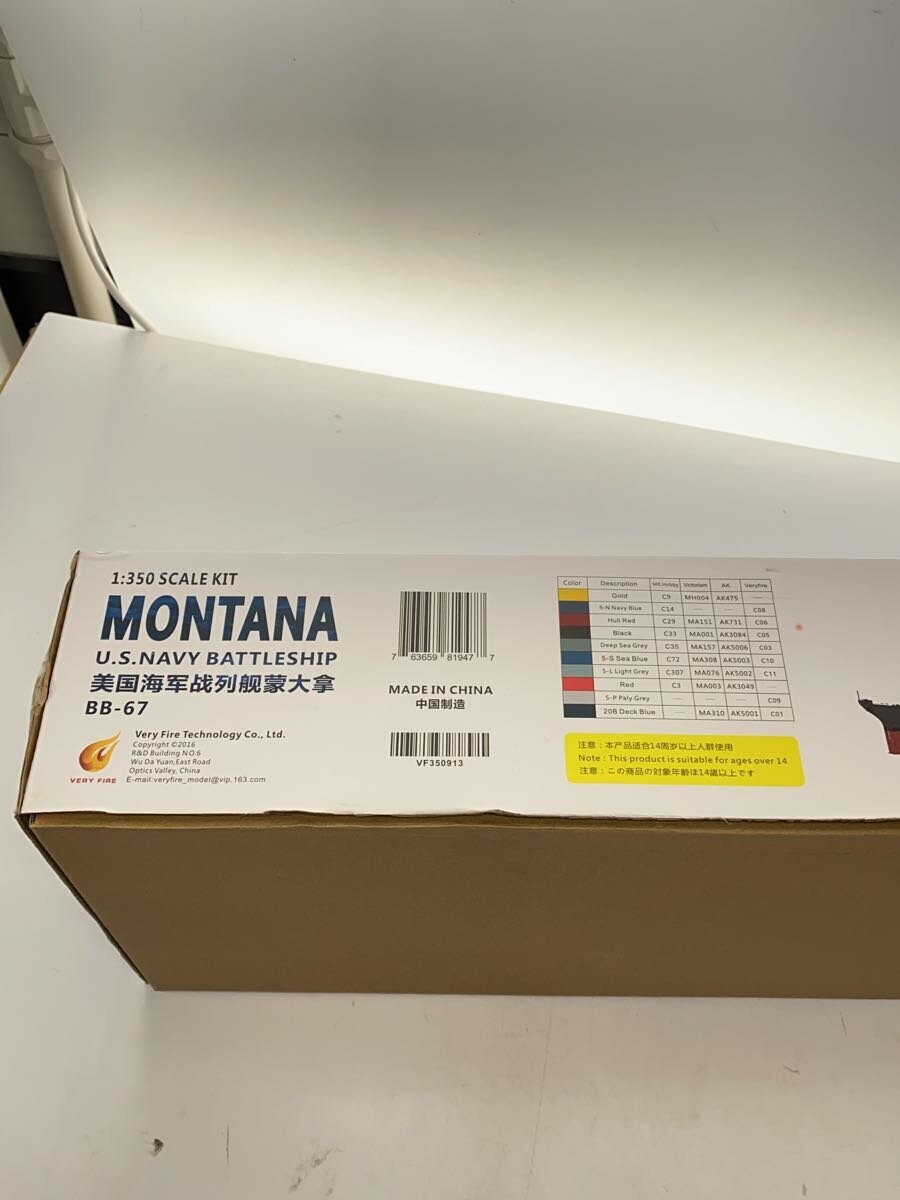 1:350 SCALE KIT
MONTANA
U.S.NAVY BATTLESHIP
美国海军战列舰蒙大拿
BB-67
VERY FIRE
Very Fire Technology Co., Ltd.
Copyright ©2016
R&D Building NO.6
Wu Da Yuan,East Road
Optics Valley, China
E-mail:veryfire_model@vip.163.com
7 63659 81947 7
MADE IN CHINA
中国制造
VF350913
Color Description MR.Hobby Vickalam AK Veryfire
Gold C9 MH004 AK475 —
5-N Navy Blue C14 — — C08
Hull Red C29 MA151 AK731 C06
Black C33 MA001 AK3084 C05
Deep Sea Grey C35 MA157 AK5006 C03
5-S Sea Blue C72 MA308 AK5003 C10
5-L Light Grey C307 MA076 AK5002 C11
Red C3 MA003 AK3049 —
5-P Paly Grey C09
20B Deck Blue — MA310 AK5001 C01
注意：本产品适合14周岁以上人群使用
Note : This product is suitable for ages over 14
注意：この商品の対象年齢ほ14歳以上です